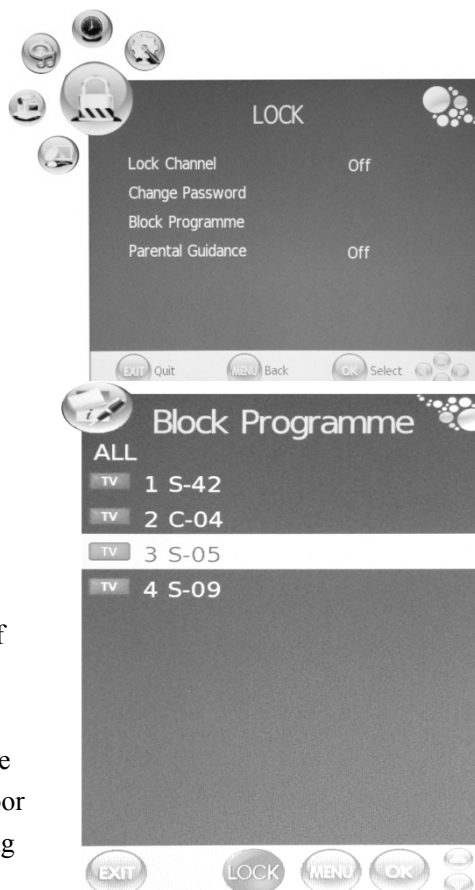 LOCK
Lock Channel Off
Change Password
Block Programme
Parental Guidance Off
EXIT Quit MENU Back OK Select
Block Programme
ALL
TV 1 S-42
TV 2 C-04
TV 3 S-05
TV 4 S-09
EXIT LOCK MENU OK